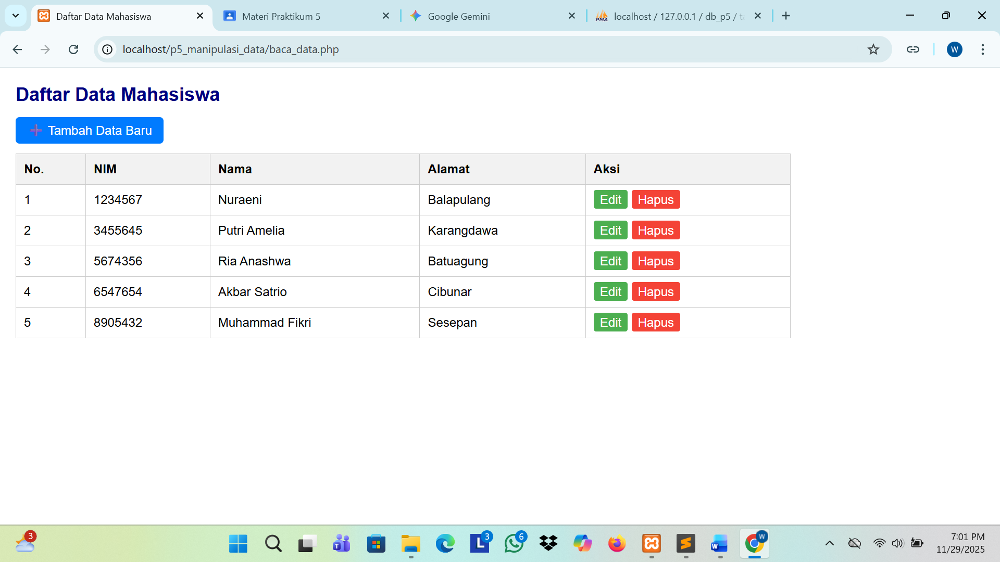 Daftar Data Mahasiswa
Materi Praktikum 5
Google Gemini
PMA
localhost / 127.0.0.1 / db_p5 /
localhost/p5_manipulasi_data/baca_data.php
W
Daftar Data Mahasiswa
➕ Tambah Data Baru
No. NIM Nama Alamat Aksi
1 1234567 Nuraeni Balapulang Edit Hapus
2 3455645 Putri Amelia Karangdawa Edit Hapus
3 5674356 Ria Anashwa Batuagung Edit Hapus
4 6547654 Akbar Satrio Cibunar Edit Hapus
5 8905432 Muhammad Fikri Sesepan Edit Hapus
3
T
L
3
6
W
W
7:01 PM
11/29/2025